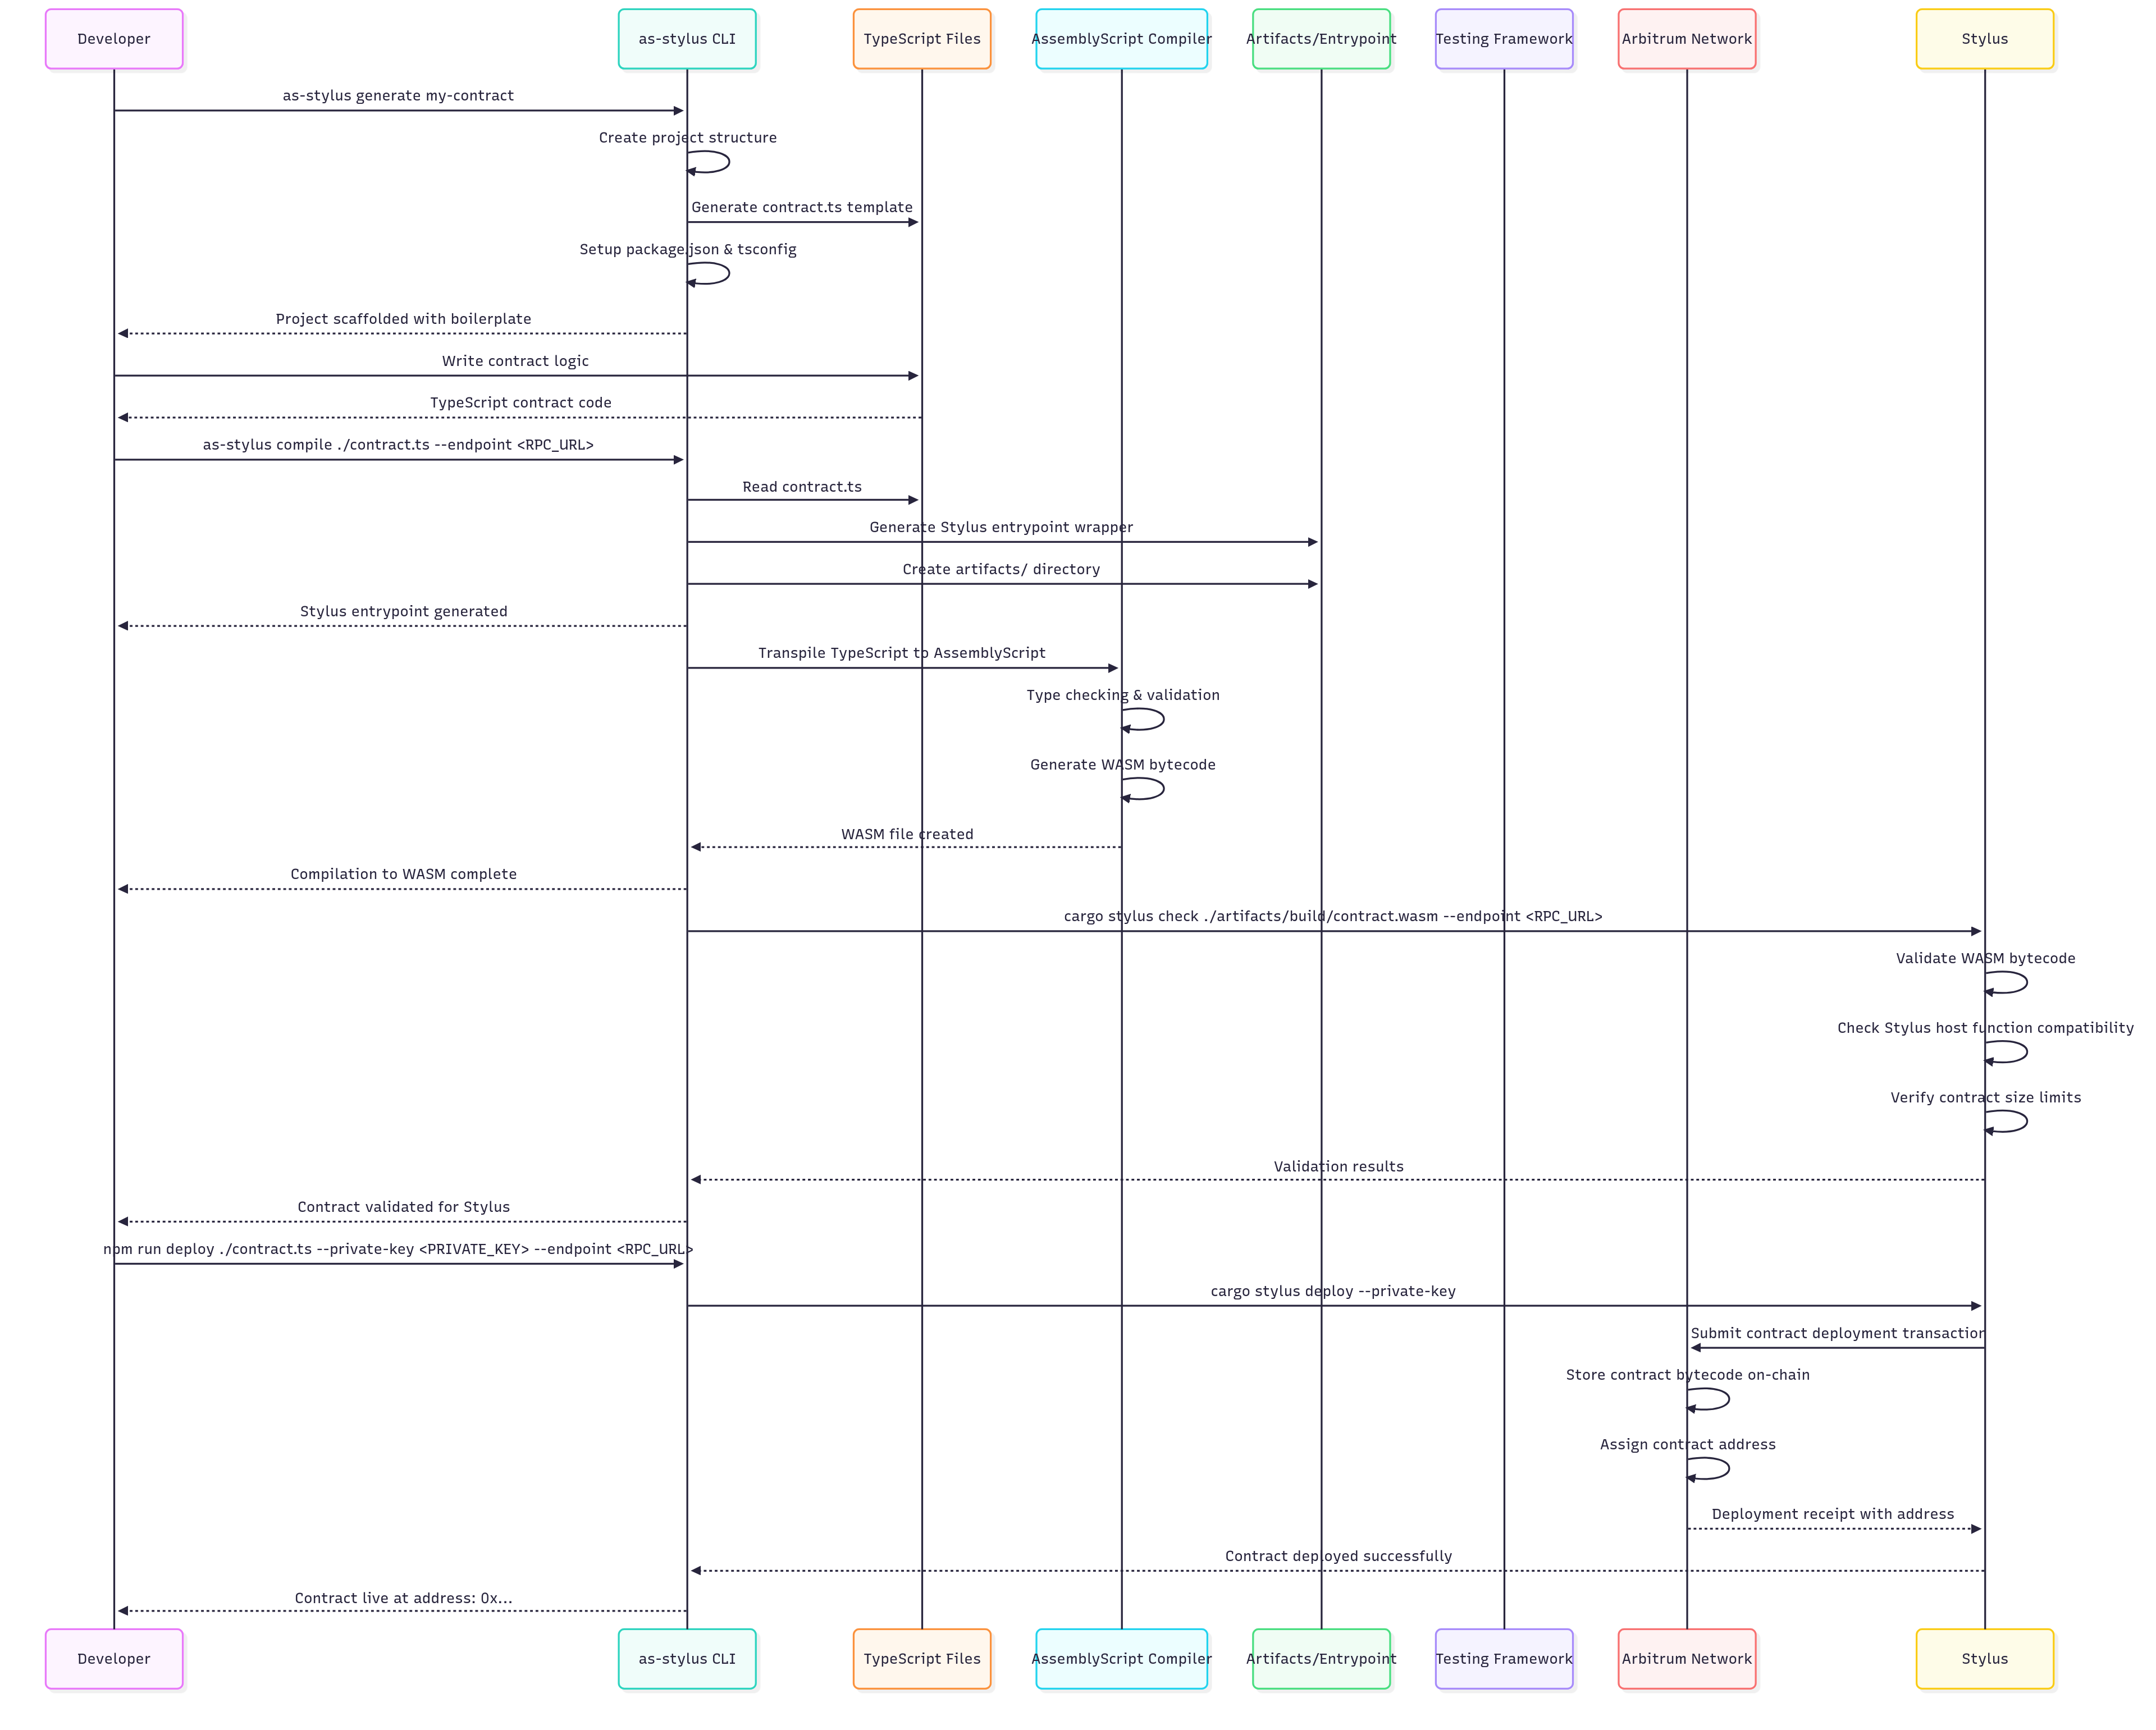 Developer
as-stylus CLI
TypeScript Files
AssemblyScript Compiler
Artifacts/Entrypoint
Testing Framework
Arbitrum Network
Stylus
as-stylus generate my-contract
Create project structure
Generate contract.ts template
Setup package.json & tsconfig
Project scaffolded with boilerplate
Write contract logic
TypeScript contract code
as-stylus compile ./contract.ts --endpoint <RPC_URL>
Read contract.ts
Generate Stylus entrypoint wrapper
Create artifacts/ directory
Stylus entrypoint generated
Transpile TypeScript to AssemblyScript
Type checking & validation
Generate WASM bytecode
WASM file created
Compilation to WASM complete
cargo stylus check ./artifacts/build/contract.wasm --endpoint <RPC_URL>
Validate WASM bytecode
Check Stylus host function compatibility
Verify contract size limits
Validation results
Contract validated for Stylus
npm run deploy ./contract.ts --private-key <PRIVATE_KEY> --endpoint <RPC_URL>
cargo stylus deploy --private-key
Submit contract deployment transaction
Store contract bytecode on-chain
Assign contract address
Deployment receipt with address
Contract deployed successfully
Contract live at address: 0x...
Developer
as-stylus CLI
TypeScript Files
AssemblyScript Compiler
Artifacts/Entrypoint
Testing Framework
Arbitrum Network
Stylus